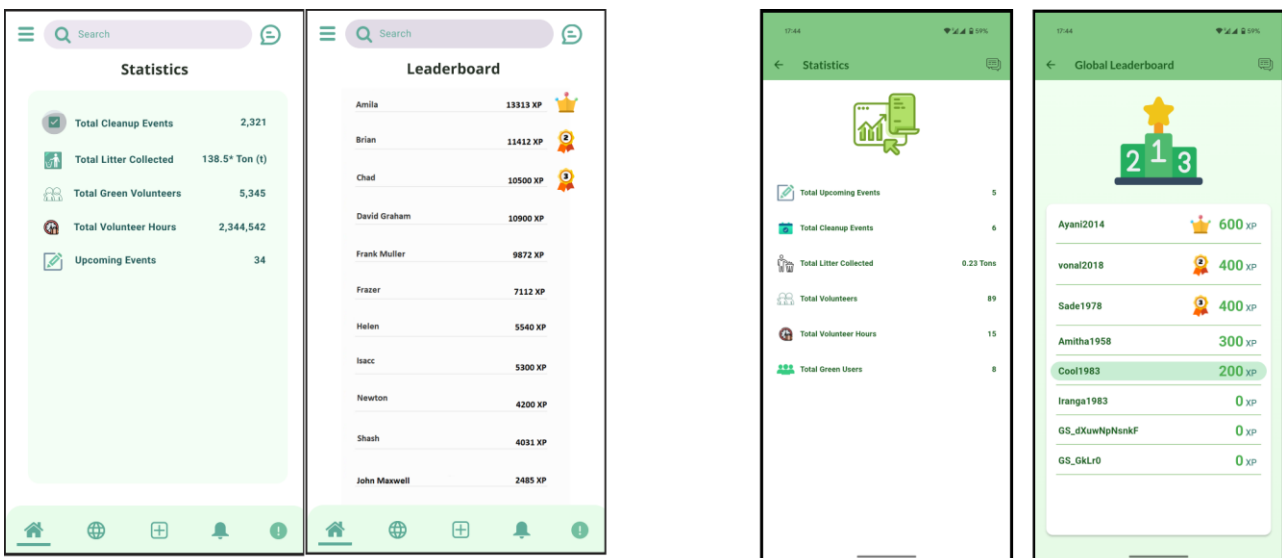 Search
Statistics
Total Cleanup Events 2,321
Total Litter Collected 138.5* Ton (t)
Total Green Volunteers 5,345
Total Volunteer Hours 2,344,542
Upcoming Events 34
Search
Leaderboard
Amila 13313 XP
Brian 11412 XP 2
Chad 10500 XP 3
David Graham 10900 XP
Frank Muller 9872 XP
Frazer 7112 XP
Helen 5540 XP
Isacc 5300 XP
Newton 4200 XP
Shash 4031 XP
John Maxwell 2485 XP
17:44 59%
Statistics
Total Upcoming Events 5
Total Cleanup Events 6
Total Litter Collected 0.23 Tons
Total Volunteers 89
Total Volunteer Hours 15
Total Green Users 8
17:44 59%
Global Leaderboard
2 1 3
Ayani2014 600 XP
vonal2018 2 400 XP
Sade1978 3 400 XP
Amitha1958 300 XP
Cool1983 200 XP
Iranga1983 0 XP
GS_dXuwNpNsnkF 0 XP
GS_GkLr0 0 XP